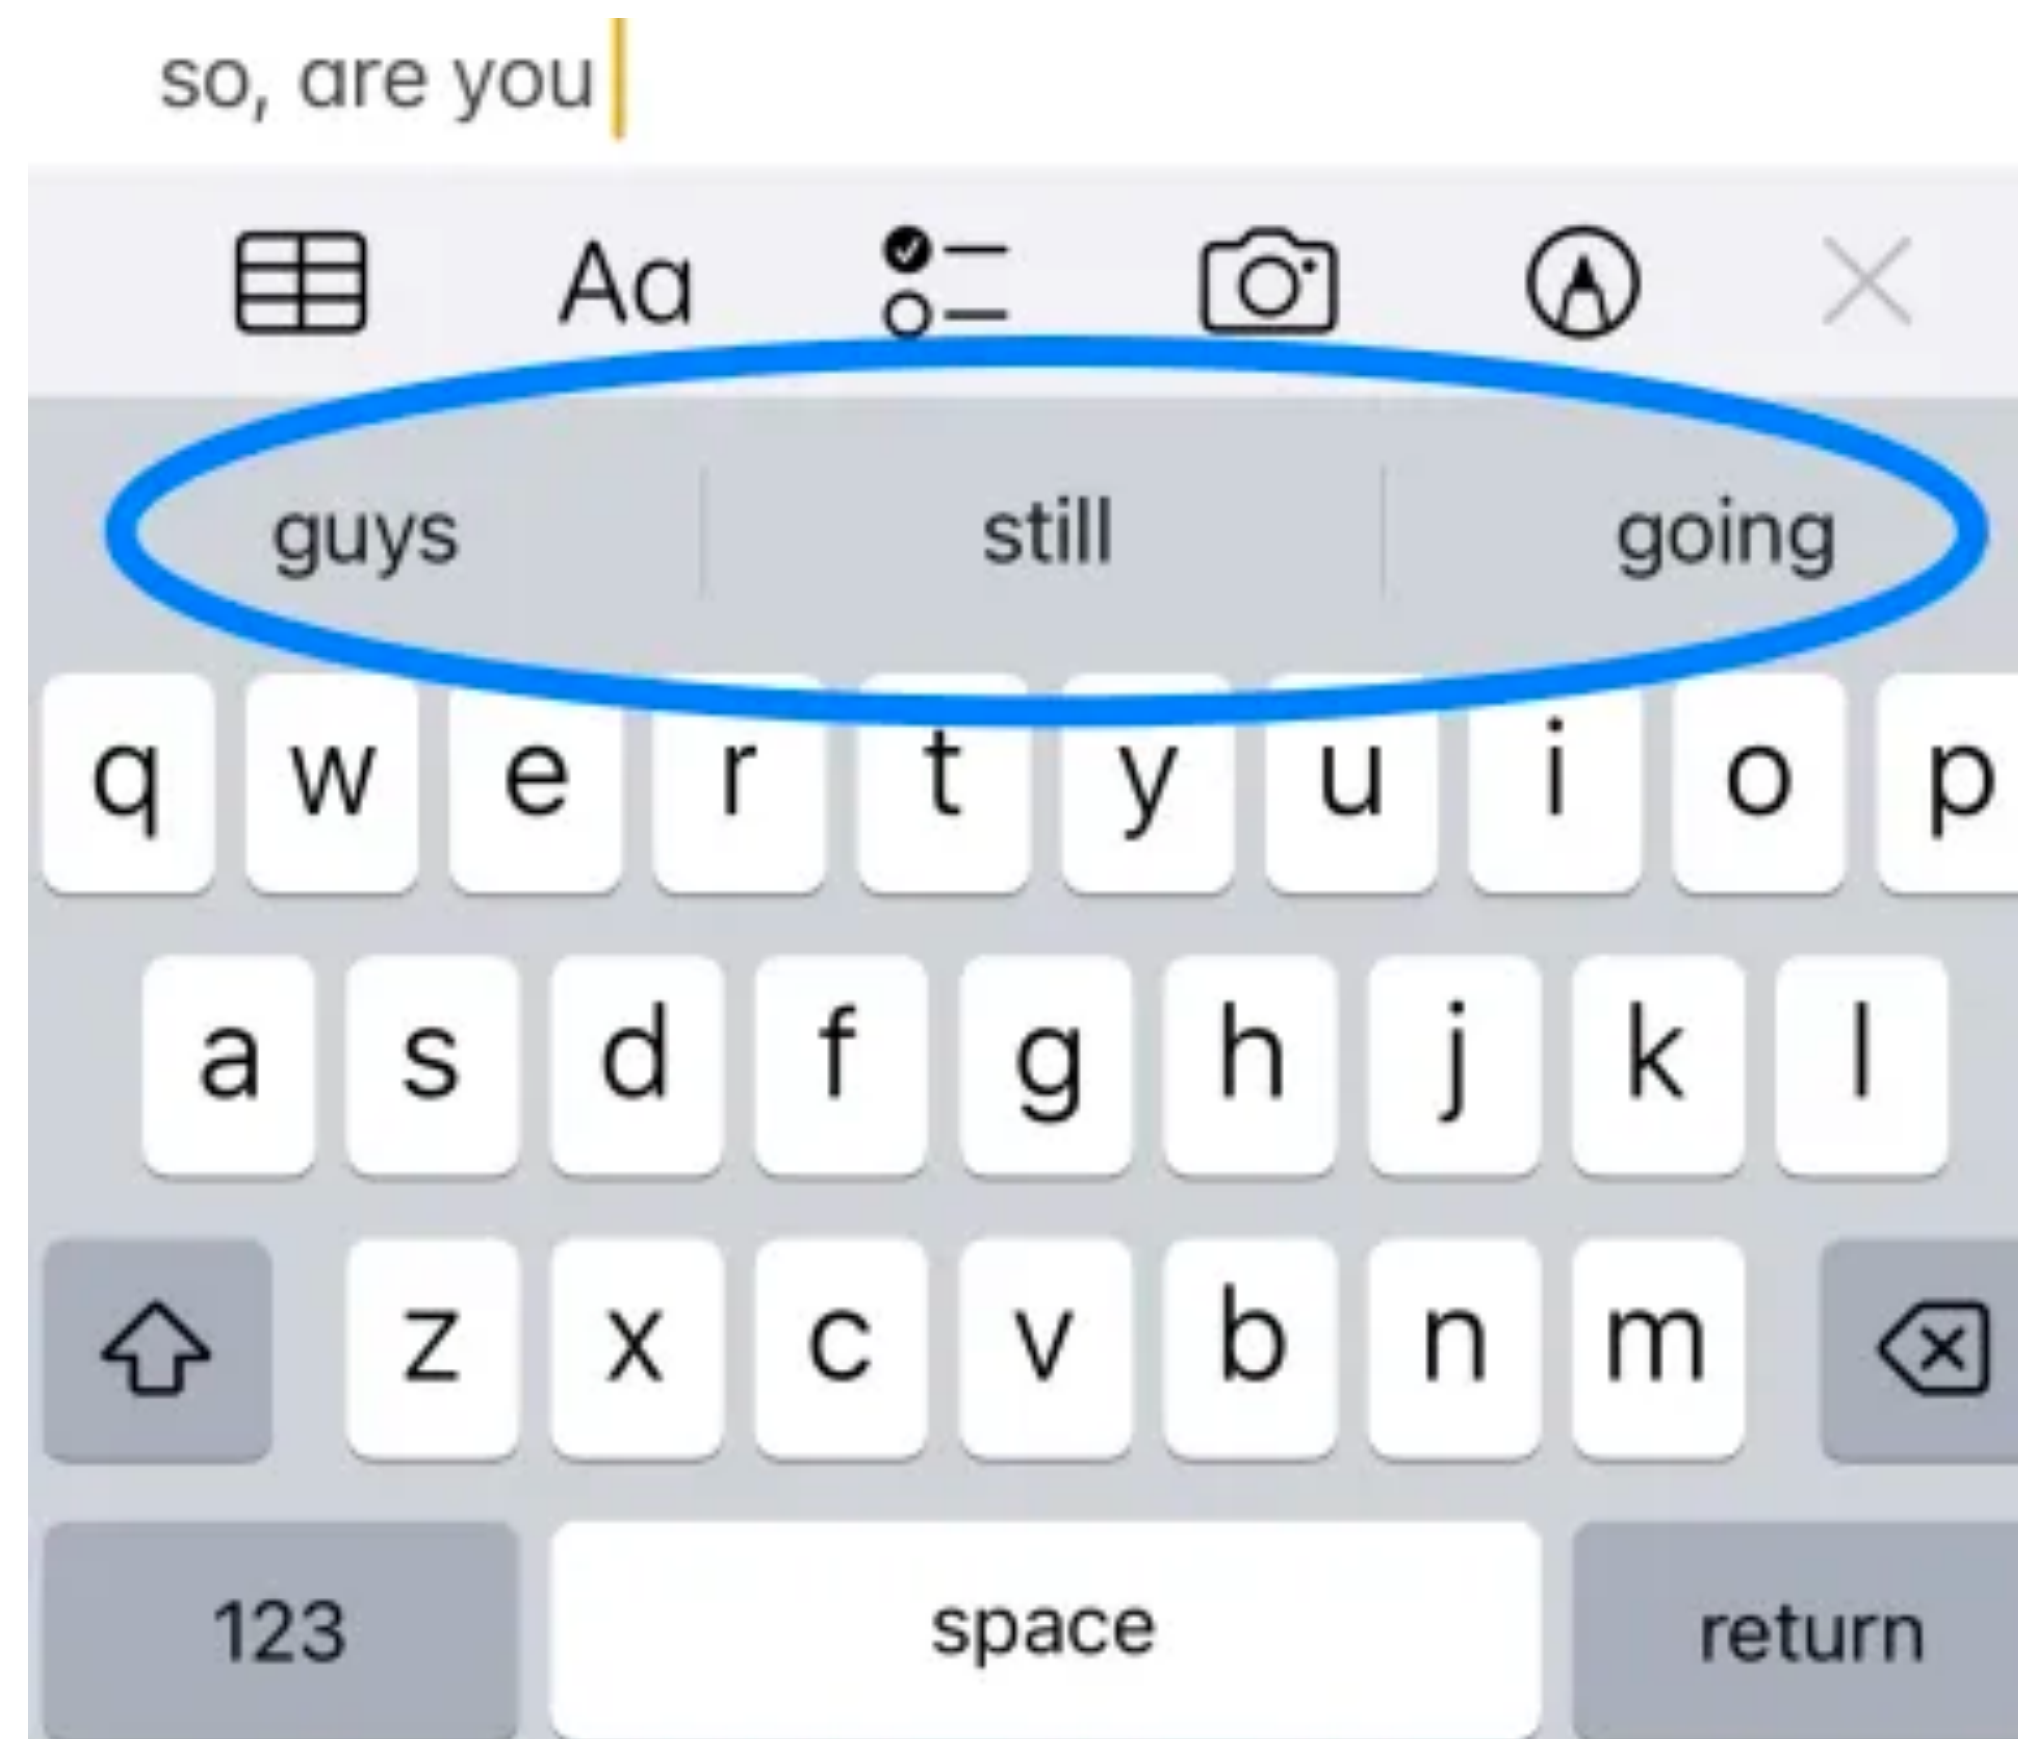 so, are you
Aa
guys still going
q w e r t y u i o p
a s d f g h j k l
z x c v b n m
123 space return